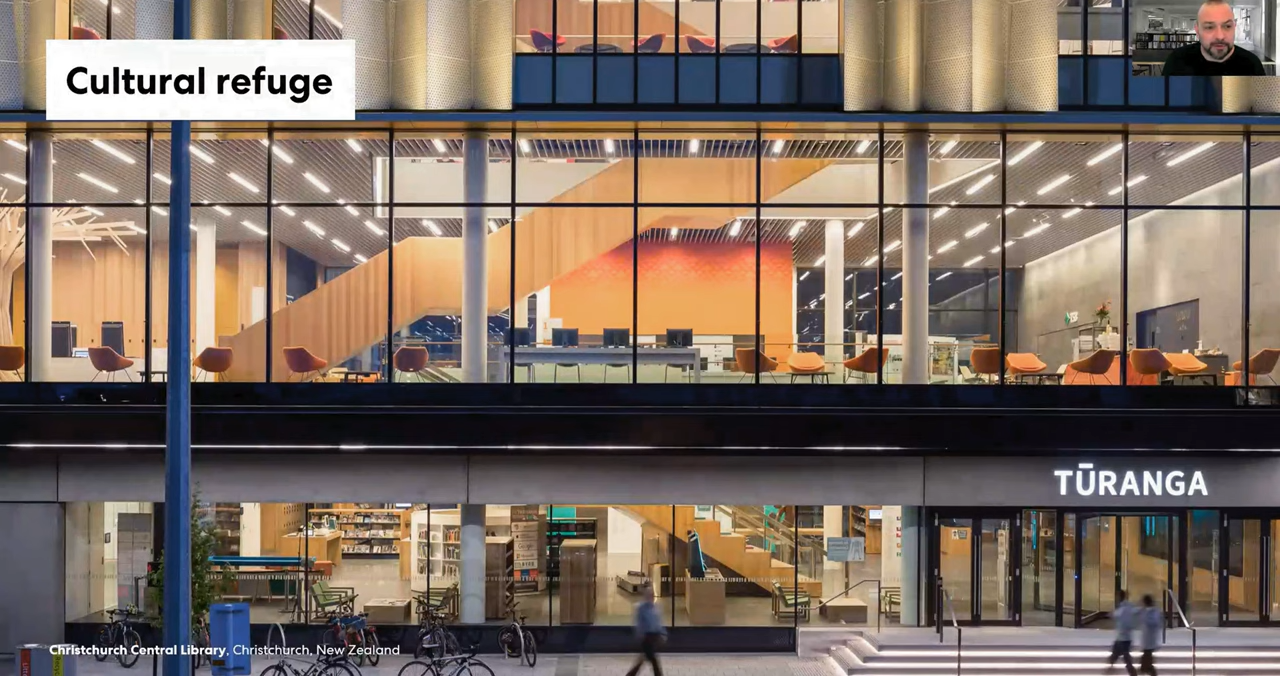 Cultural refuge
TŪRANGA
Christchurch Central Library, Christchurch, New Zealand